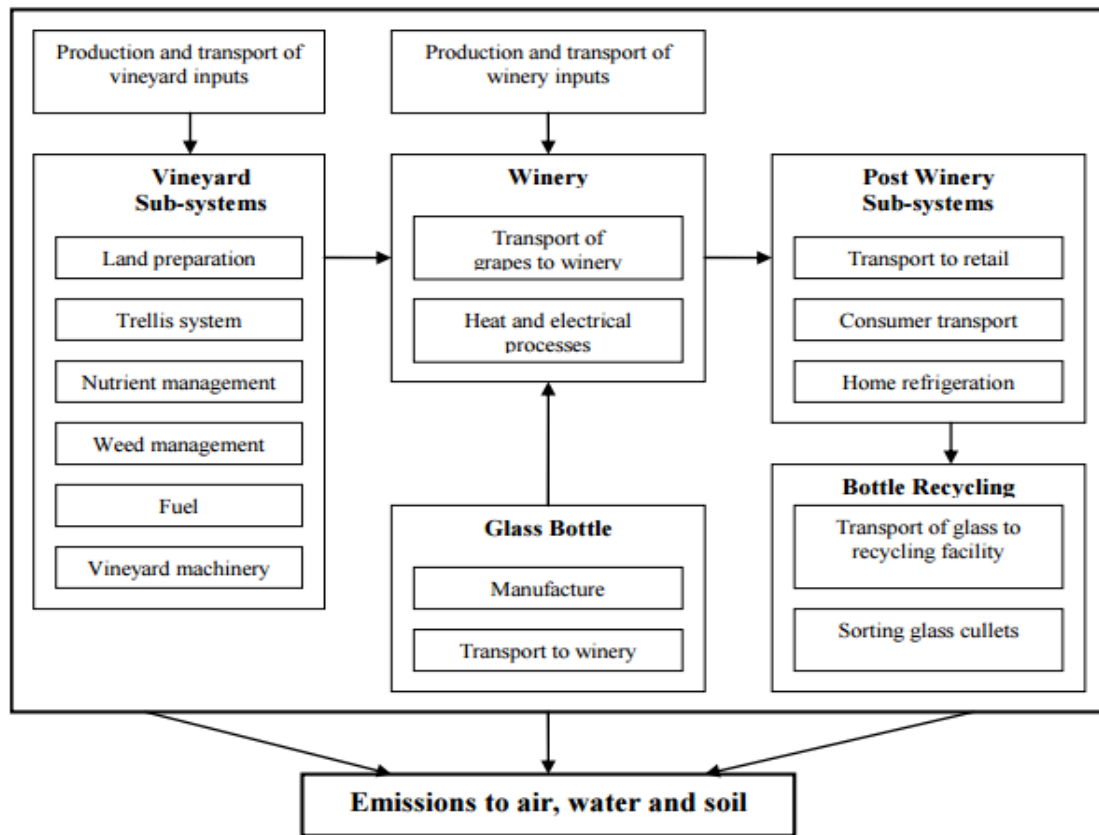 Production and transport of
vineyard inputs
Production and transport of
winery inputs
Vineyard
Sub-systems
Land preparation
Trellis system
Nutrient management
Weed management
Fuel
Vineyard machinery
Winery
Transport of
grapes to winery
Heat and electrical
processes
Glass Bottle
Manufacture
Transport to winery
Post Winery
Sub-systems
Transport to retail
Consumer transport
Home refrigeration
Bottle Recycling
Transport of glass to
recycling facility
Sorting glass cullets
Emissions to air, water and soil